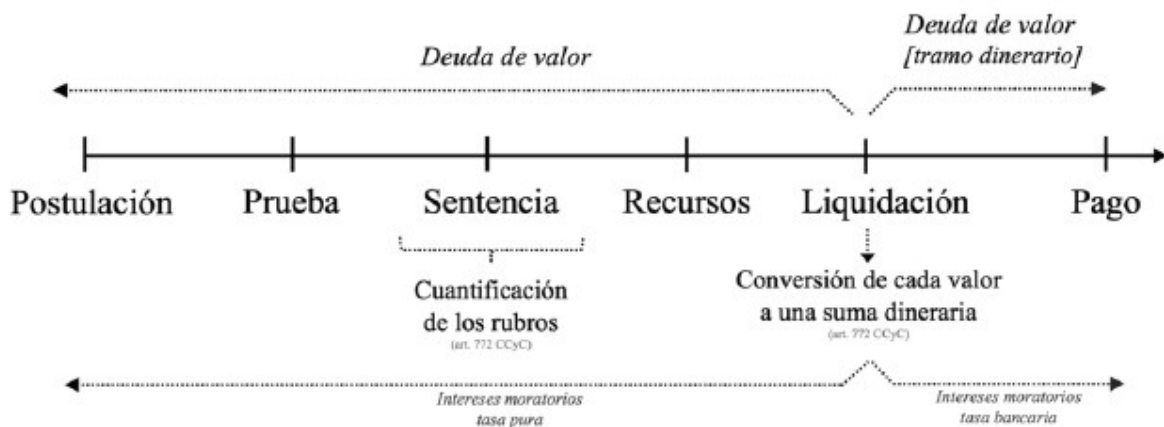 Deuda de valor
Deuda de valor
[tramo dinerario]
Postulación
Prueba
Sentencia
Recursos
Liquidación
Pago
Cuantificación
de los rubros
(art. 772 CCyC)
Conversión de cada valor
a una suma dineraria
(art. 772 CCyC)
Intereses moratorios
tasa pura
Intereses moratorios
tasa bancaria